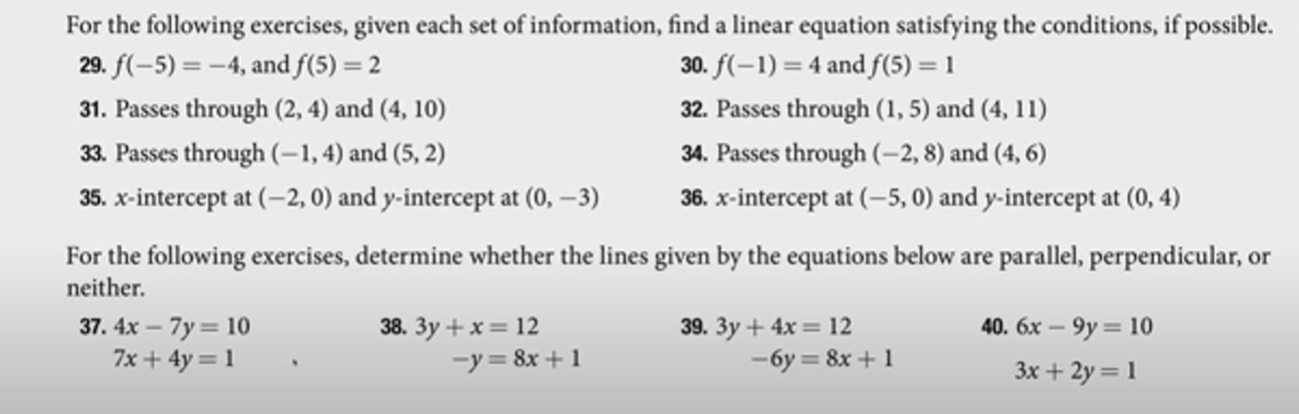 For the following exercises, given each set of information, find a linear equation satisfying the conditions, if possible.
29. f(−5) = −4, and f(5) = 2
30. f(−1) = 4 and f(5) = 1
31. Passes through (2, 4) and (4, 10)
32. Passes through (1, 5) and (4, 11)
33. Passes through (−1, 4) and (5, 2)
34. Passes through (−2, 8) and (4, 6)
35. x-intercept at (−2, 0) and y-intercept at (0, −3)
36. x-intercept at (−5, 0) and y-intercept at (0, 4)
For the following exercises, determine whether the lines given by the equations below are parallel, perpendicular, or
neither.
37. 4x − 7y = 10
7x + 4y = 1
38. 3y + x = 12
−y = 8x + 1
39. 3y + 4x = 12
−6y = 8x + 1
40. 6x − 9y = 10
3x + 2y = 1